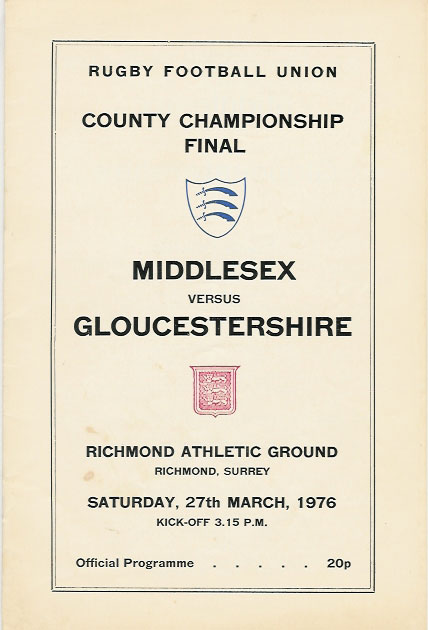 RUGBY FOOTBALL UNION
COUNTY CHAMPIONSHIP
FINAL
MIDDLESEX
VERSUS
GLOUCESTERSHIRE
RICHMOND ATHLETIC GROUND
RICHMOND, SURREY
SATURDAY, 27th MARCH, 1976
KICK-OFF 3.15 P.M.
Official Programme . . . . . 20p